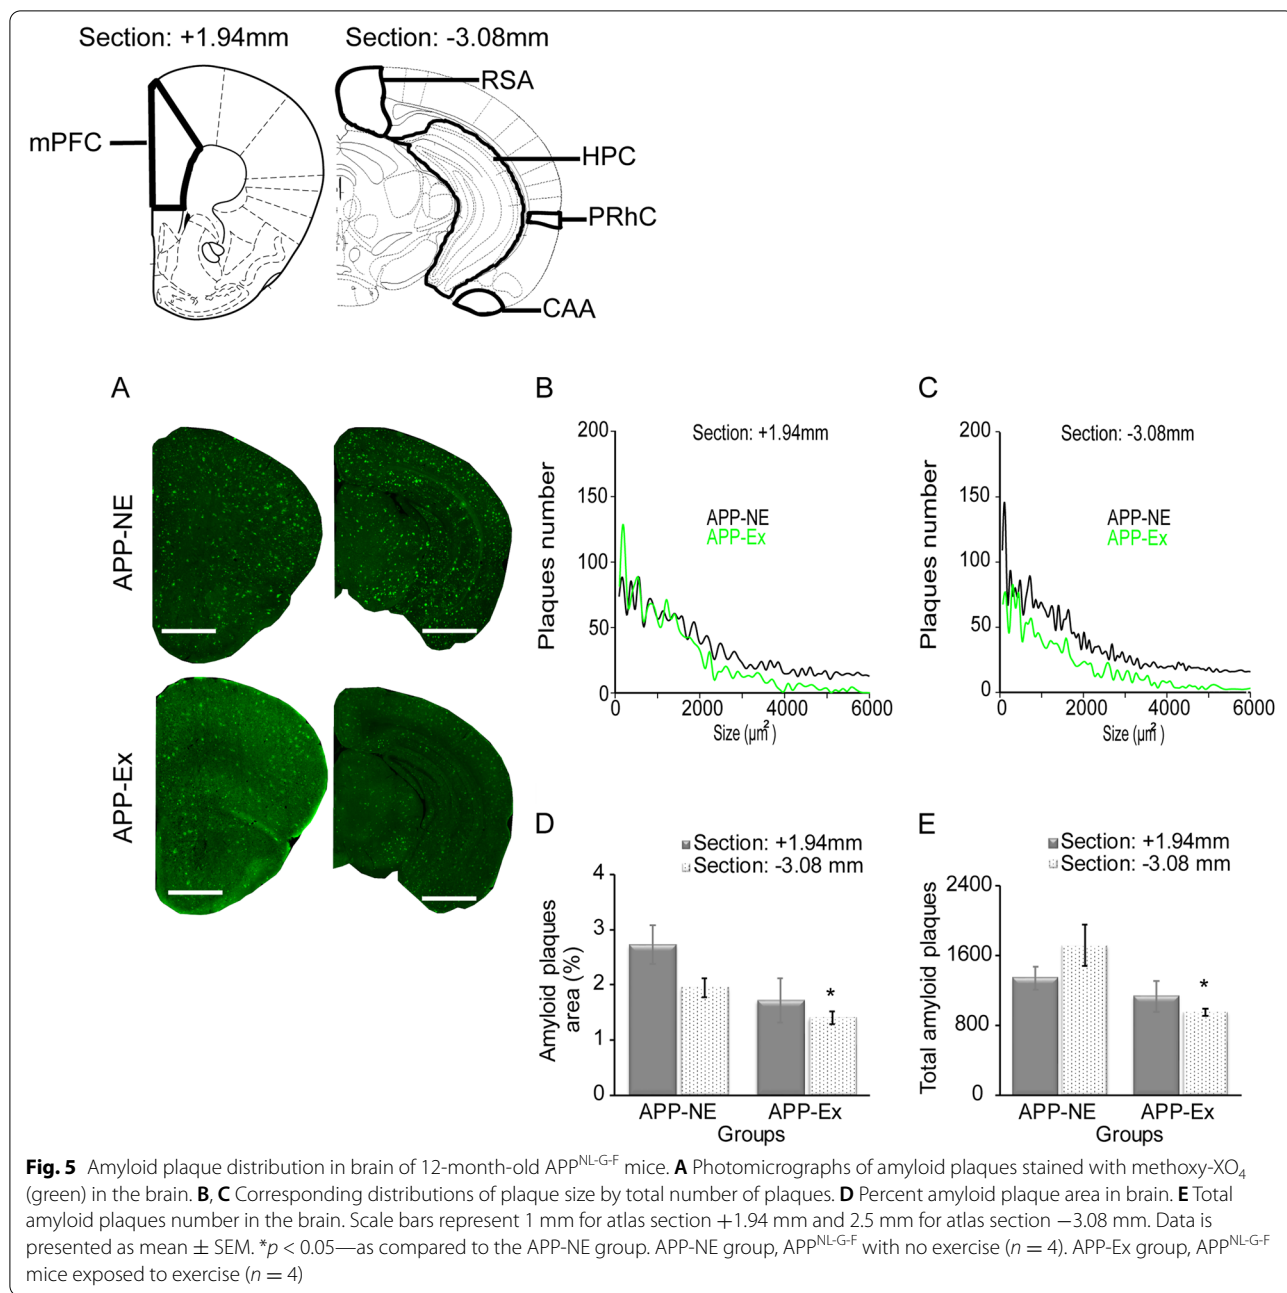 Section: +1.94mm
Section: -3.08mm
RSA
mPFC
HPC
PRhC
CAA
A
APP-NE
APP-Ex
B
200
150
100
50
0
Plaques number
Section: +1.94mm
APP-NE
APP-Ex
0
2000
4000
6000
Size (µm²)
C
200
150
100
50
0
Plaques number
Section: -3.08mm
APP-NE
APP-Ex
0
2000
4000
6000
Size (µm²)
D
Section: +1.94mm
Section: -3.08 mm
4
3
2
1
0
Amyloid plaques
area (%)
*
APP-NE
APP-Ex
Groups
E
Section: +1.94mm
Section: -3.08 mm
2400
1600
800
0
Total amyloid plaques
*
APP-NE
APP-Ex
Groups
Fig. 5 Amyloid plaque distribution in brain of 12-month-old APP^NL-G-F mice. A Photomicrographs of amyloid plaques stained with methoxy-XO₄
(green) in the brain. B, C Corresponding distributions of plaque size by total number of plaques. D Percent amyloid plaque area in brain. E Total
amyloid plaques number in the brain. Scale bars represent 1 mm for atlas section +1.94 mm and 2.5 mm for atlas section −3.08 mm. Data is
presented as mean ± SEM. *p < 0.05—as compared to the APP-NE group. APP-NE group, APP^NL-G-F with no exercise (n = 4). APP-Ex group, APP^NL-G-F
mice exposed to exercise (n = 4)